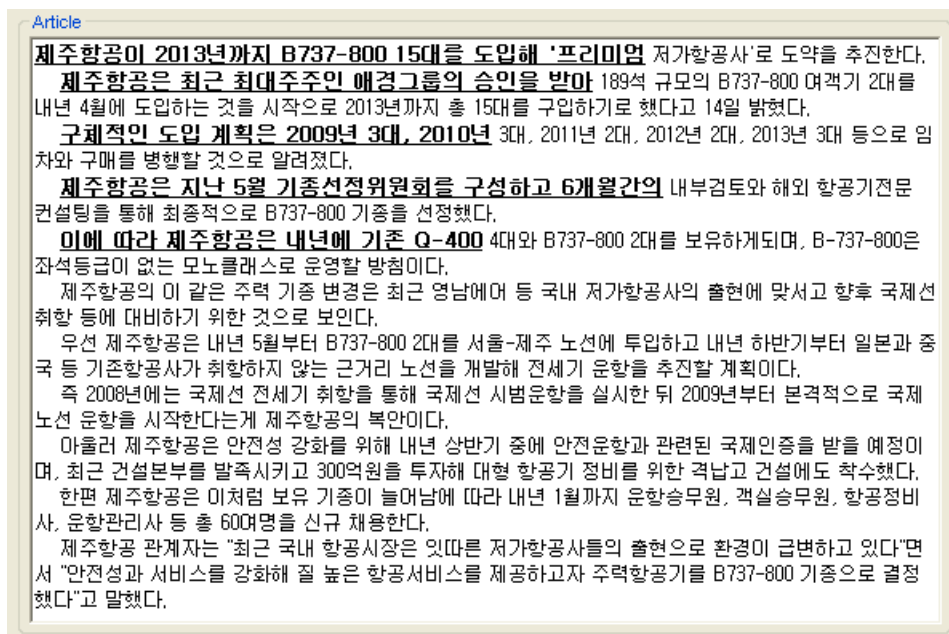 Article
제주항공이 2013년까지 B737-800 15대를 도입해 '프리미엄 저가항공사'로 도약을 추진한다.
제주항공은 최근 최대주주인 애경그룹의 승인을 받아 189석 규모의 B737-800 여객기 2대를
내년 4월에 도입하는 것을 시작으로 2013년까지 총 15대를 구입하기로 했다고 14일 밝혔다.
구체적인 도입 계획은 2009년 3대, 2010년 3대, 2011년 2대, 2012년 2대, 2013년 3대 등으로 임
차와 구매를 병행할 것으로 알려졌다.
제주항공은 지난 5월 기종선정위원회를 구성하고 6개월간의 내부검토와 해외 항공기전문
컨설팅을 통해 최종적으로 B737-800 기종을 선정했다.
이에 따라 제주항공은 내년에 기존 Q-400 4대와 B737-800 2대를 보유하게되며, B-737-800은
좌석등급이 없는 모노클래스로 운영할 방침이다.
제주항공의 이 같은 주력 기종 변경은 최근 영남에어 등 국내 저가항공사의 출현에 맞서고 향후 국제선
취항 등에 대비하기 위한 것으로 보인다.
우선 제주항공은 내년 5월부터 B737-800 2대를 서울-제주 노선에 투입하고 내년 하반기부터 일본과 중
국 등 기존항공사가 취항하지 않는 근거리 노선을 개발해 전세기 운항을 추진할 계획이다.
즉 2008년에는 국제선 전세기 취항을 통해 국제선 시범운항을 실시한 뒤 2009년부터 본격적으로 국제
노선 운항을 시작한다는게 제주항공의 복안이다.
아울러 제주항공은 안전성 강화를 위해 내년 상반기 중에 안전운항과 관련된 국제인증을 받을 예정이
며, 최근 건설본부를 발족시키고 300억원을 투자해 대형 항공기 정비를 위한 격납고 건설에도 착수했다.
한편 제주항공은 이처럼 보유 기종이 늘어남에 따라 내년 1월까지 운항승무원, 객실승무원, 항공정비
사, 운항관리사 등 총 60여명을 신규 채용한다.
제주항공 관계자는 "최근 국내 항공시장은 잇따른 저가항공사들의 출현으로 환경이 급변하고 있다"면
서 "안전성과 서비스를 강화해 질 높은 항공서비스를 제공하고자 주력항공기를 B737-800 기종으로 결정
했다"고 말했다.